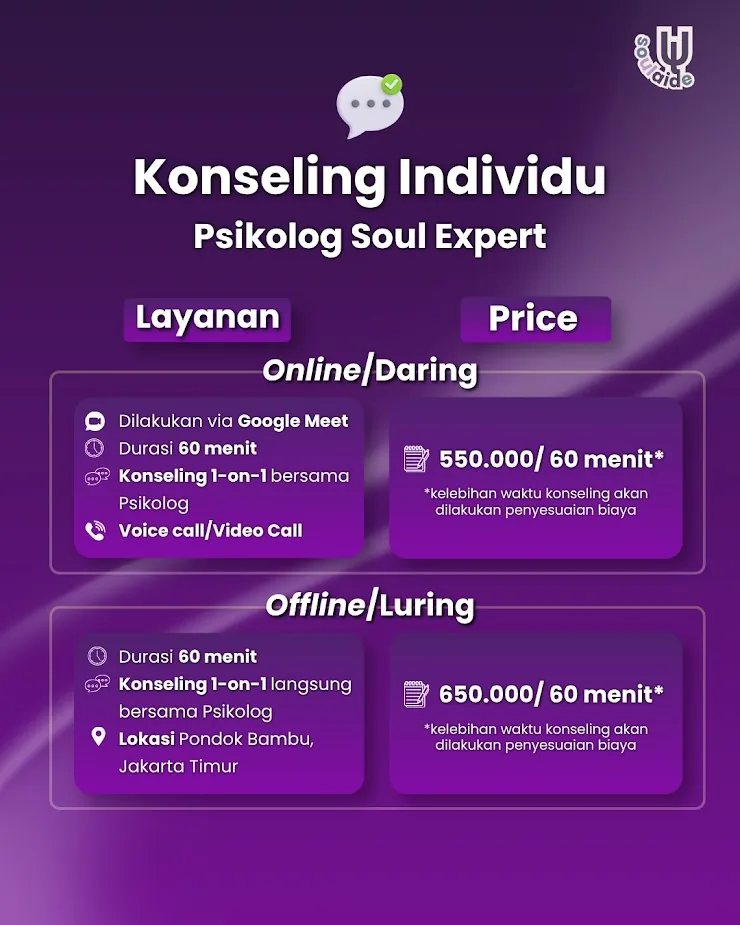 soulaide
Konseling Individu
Psikolog Soul Expert
Layanan
Price
Online/Daring
Dilakukan via Google Meet
Durasi 60 menit
Konseling 1-on-1 bersama
Psikolog
Voice call/Video Call
550.000/ 60 menit*
*kelebihan waktu konseling akan
dilakukan penyesuaian biaya
Offline/Luring
Durasi 60 menit
Konseling 1-on-1 langsung
bersama Psikolog
Lokasi Pondok Bambu,
Jakarta Timur
650.000/ 60 menit*
*kelebihan waktu konseling akan
dilakukan penyesuaian biaya